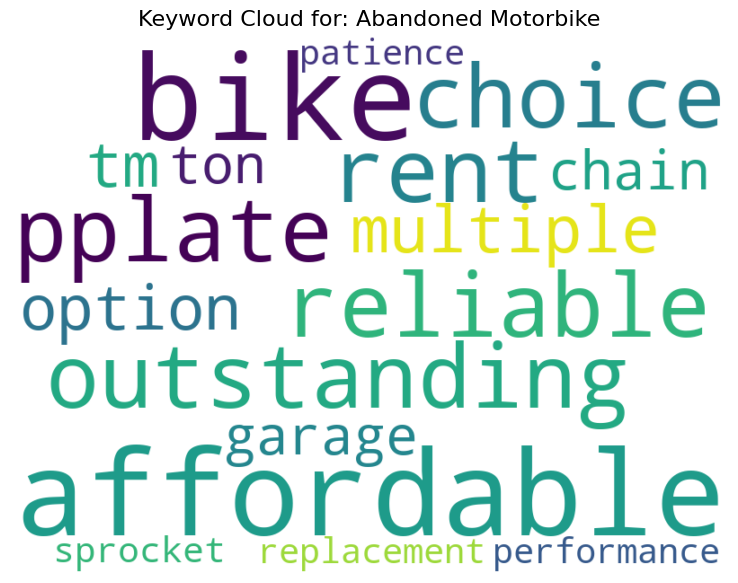 Keyword Cloud for: Abandoned Motorbike
patience
bike choice
tm ton rent chain
pplate multiple
option reliable
outstanding
garage
affordable
sprocket replacement performance